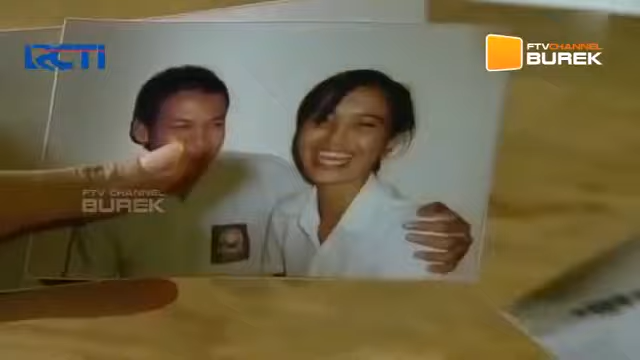 RCTI
FTV CHANNEL
BUREK
FTV CHANNEL
BUREK